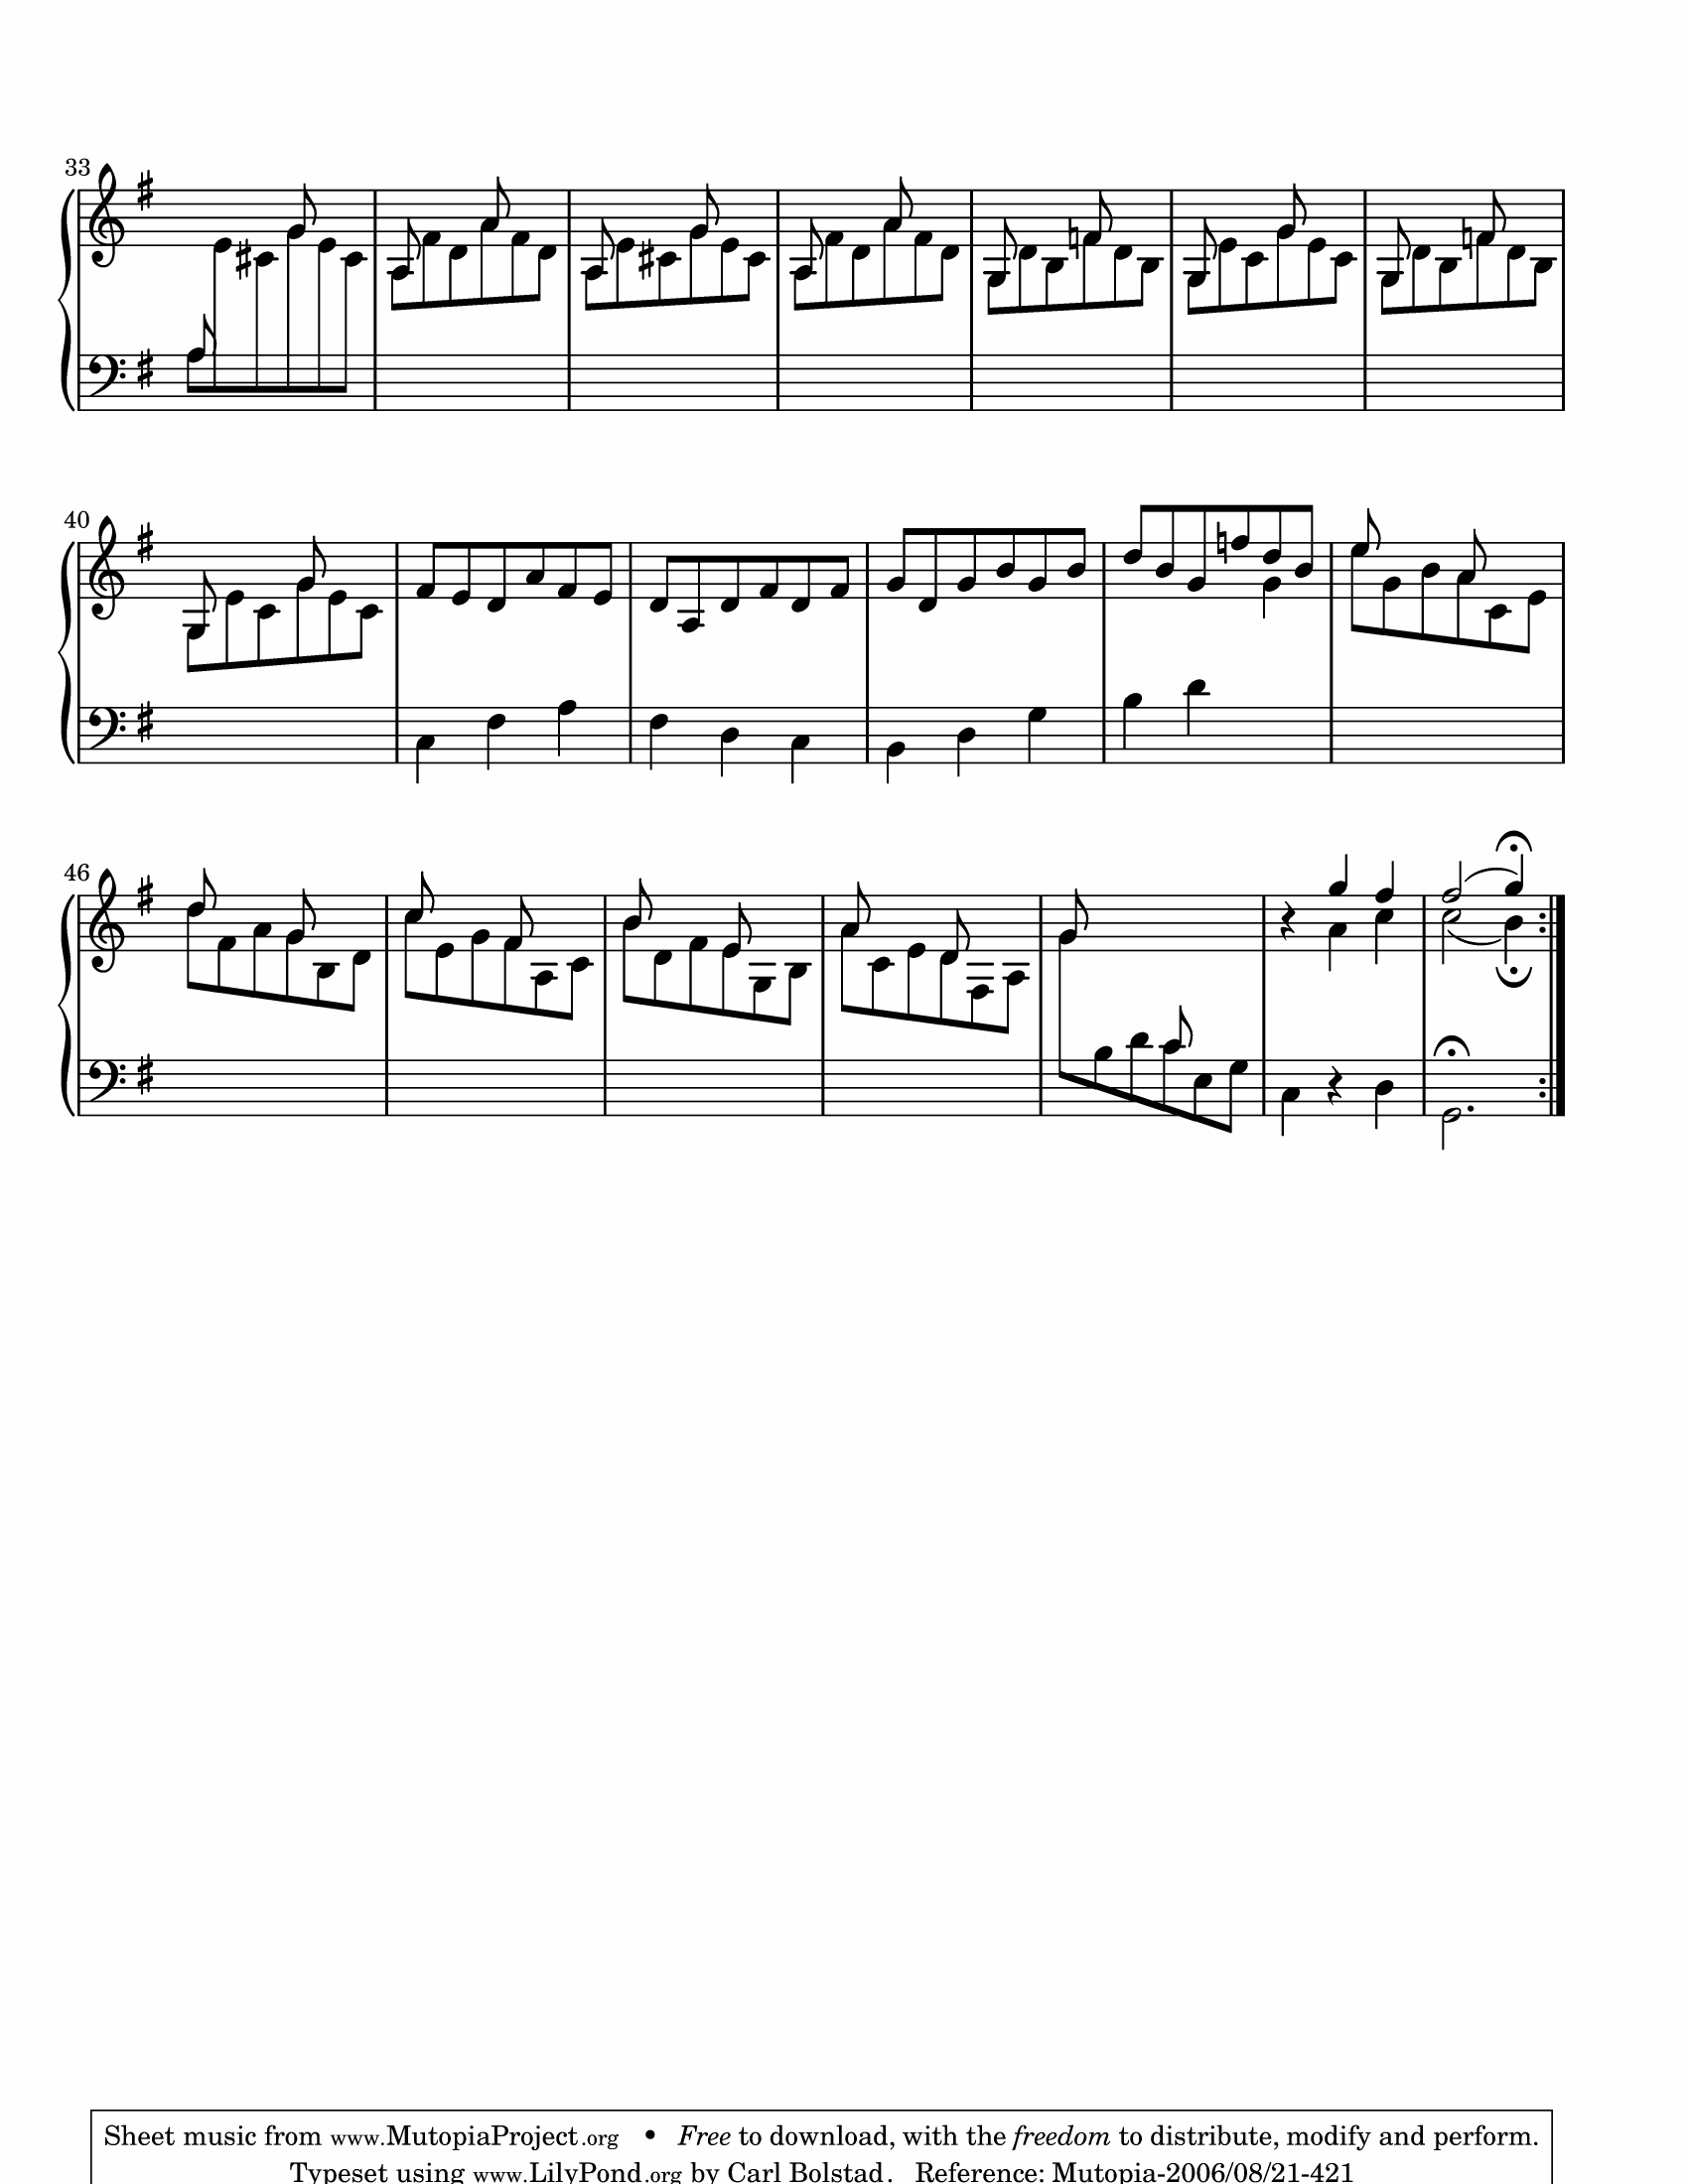 33
40
46
Sheet music from www.MutopiaProject.org • Free to download, with the freedom to distribute, modify and perform.
Typeset using www.LilyPond.org by Carl Bolstad. Reference: Mutopia-2006/08/21-421